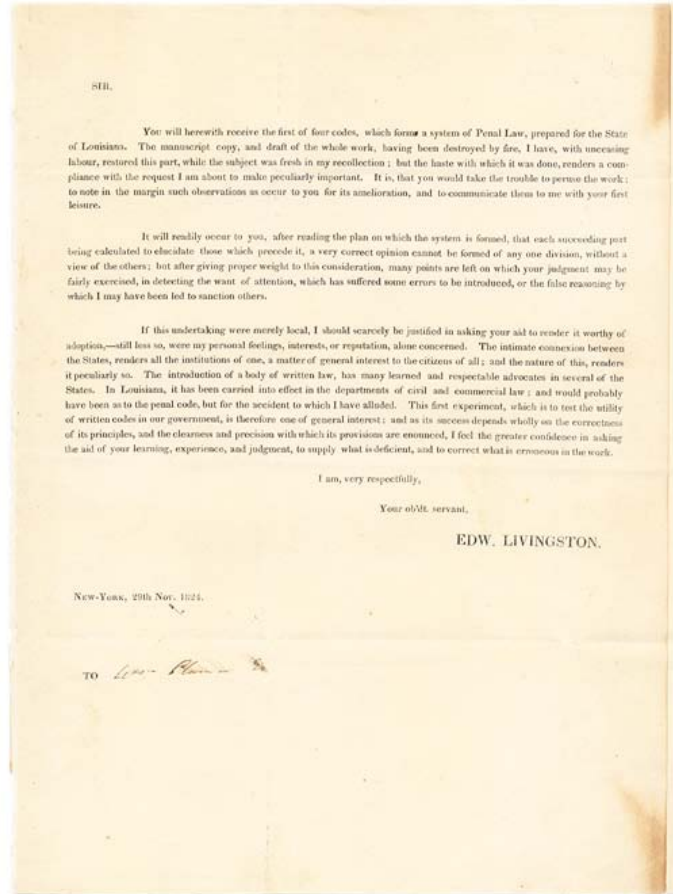 SIR,
You will herewith receive the first of four codes, which forms a system of Penal Law, prepared for the State
of Louisiana. The manuscript copy, and draft of the whole work, having been destroyed by fire, I have, with unceasing
labour, restored this part, while the subject was fresh in my recollection; but the haste with which it was done, renders a com-
pliance with the request I am about to make peculiarly important. It is, that you would take the trouble to peruse the work;
to note in the margin such observations as occur to you for its amelioration, and to communicate them to me with your first
leisure.
It will readily occur to you, after reading the plan on which the system is formed, that each succeeding part
being calculated to elucidate those which precede it, a very correct opinion cannot be formed of any one division, without a
view of the others; but after giving proper weight to this consideration, many points are left on which your judgment may be
fairly exercised, in detecting the want of attention, which has suffered some errors to be introduced, or the false reasoning by
which I may have been led to sanction others.
If this undertaking were merely local, I should scarcely be justified in asking your aid to render it worthy of
adoption,—still less so, were my personal feelings, interests, or reputation, alone concerned. The intimate connexion between
the States, renders all the institutions of one, a matter of general interest to the citizens of all; and the nature of this, renders
it peculiarly so. The introduction of a body of written law, has many learned and respectable advocates in several of the
States. In Louisiana, it has been carried into effect in the departments of civil and commercial law; and would probably
have been as to the penal code, but for the accident to which I have alluded. This first experiment, which is to test the utility
of written codes in our government, is therefore one of general interest; and as its success depends wholly on the correctness
of its principles, and the clearness and precision with which its provisions are enounced, I feel the greater confidence in asking
the aid of your learning, experience, and judgment, to supply what is deficient, and to correct what is erroneous in the work.
I am, very respectfully,
Your ob'dt. servant,
EDW. LIVINGSTON.
New-York, 29th Nov. 1824.
TO